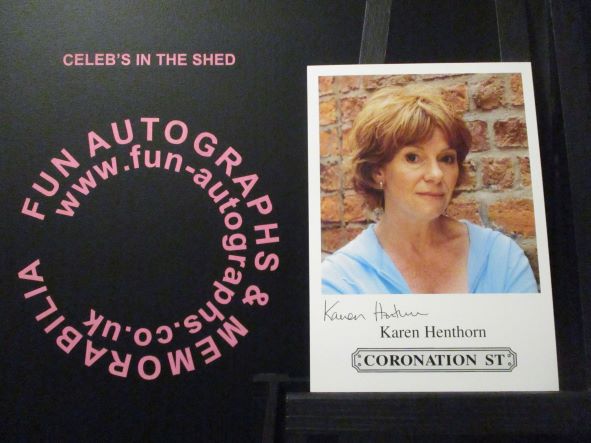 CELEB'S IN THE SHED
FUN AUTOGRAPHS & MEMORABILIA
www.fun-autographs.co.uk
Karen Henthorn
Karen Henthorn
CORONATION ST